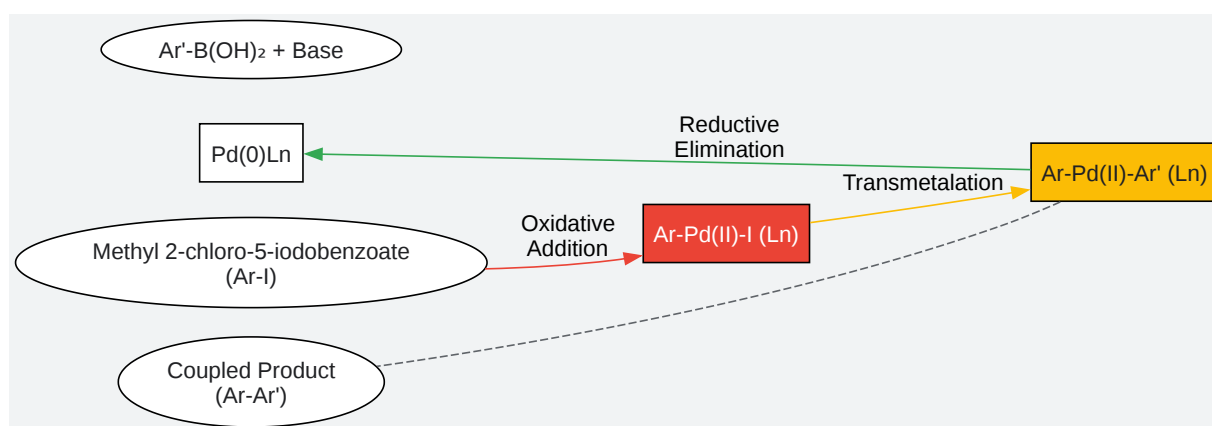 Ar'-B(OH)₂ + Base
Pd(0)Ln
Reductive
Elimination
Ar-Pd(II)-Ar' (Ln)
Transmetalation
Methyl 2-chloro-5-iodobenzoate
(Ar-I)
Oxidative
Addition
Ar-Pd(II)-I (Ln)
Coupled Product
(Ar-Ar')